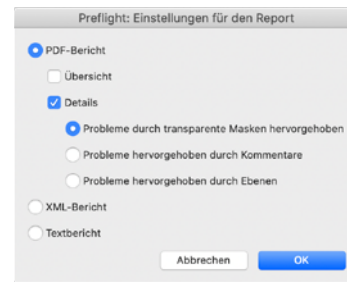 Preflight: Einstellungen für den Report
PDF-Bericht
Übersicht
Details
Probleme durch transparente Masken hervorgehoben
Probleme hervorgehoben durch Kommentare
Probleme hervorgehoben durch Ebenen
XML-Bericht
Textbericht
Abbrechen OK